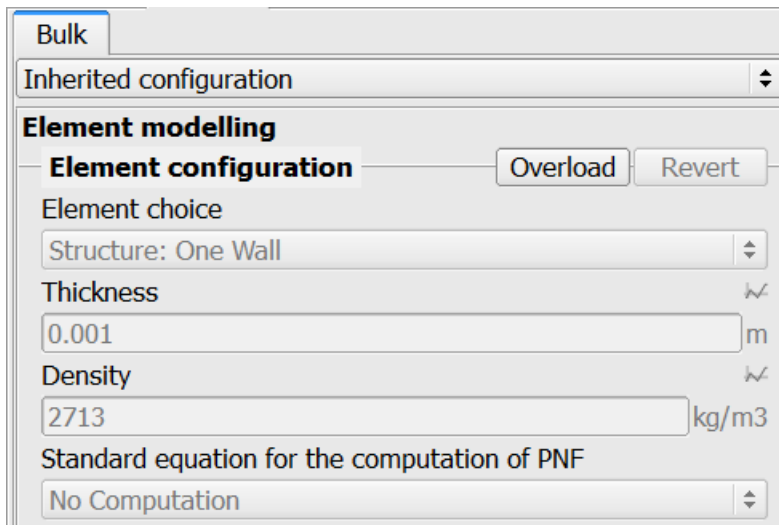 Bulk
Inherited configuration
Element modelling
Element configuration Overload Revert
Element choice
Structure: One Wall
Thickness
0.001 m
Density
2713 kg/m3
Standard equation for the computation of PNF
No Computation